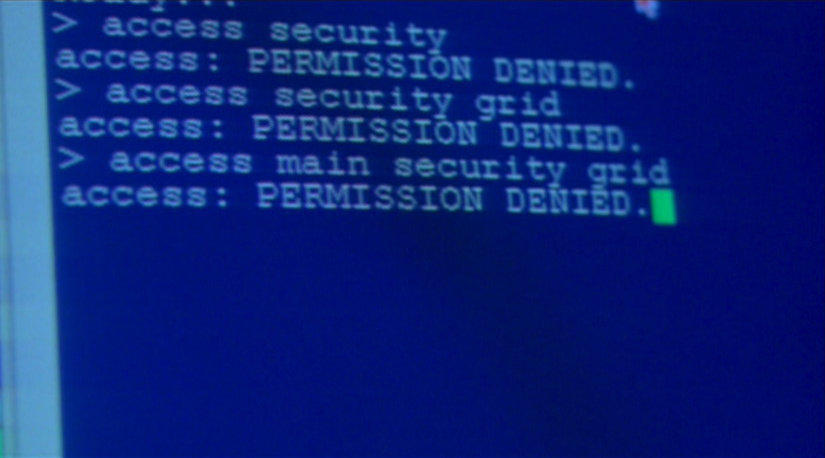 > access security
access: PERMISSION DENIED.
> access security grid
access: PERMISSION DENIED.
> access main security grid
access: PERMISSION DENIED.